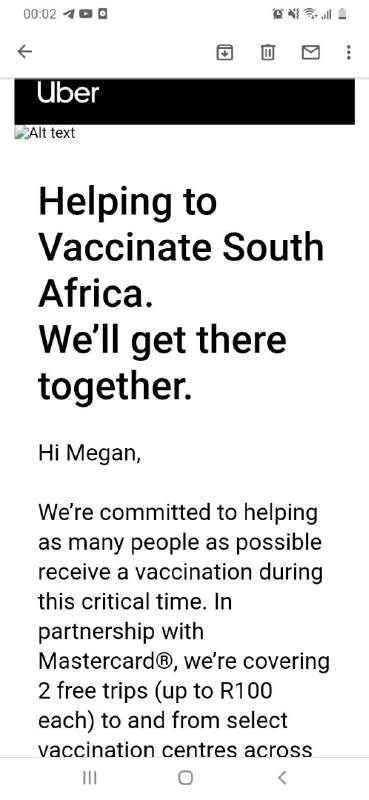 00:02
Uber
Alt text
Helping to
Vaccinate South
Africa.
We'll get there
together.
Hi Megan,
We're committed to helping
as many people as possible
receive a vaccination during
this critical time. In
partnership with
Mastercard®, we're covering
2 free trips (up to R100
each) to and from select
vaccination centres across